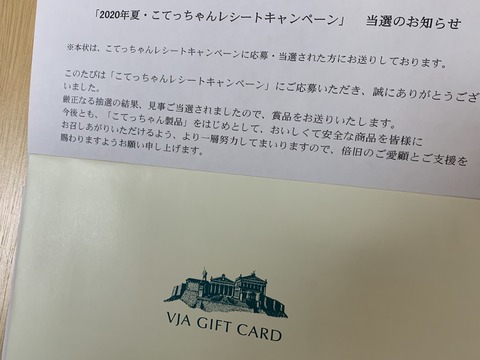 「2020年夏・こてっちゃんレシートキャンペーン」 当選のお知らせ
※本状は、こてっちゃんレシートキャンペーンに応募・当選された方にお送りしております。
このたびは「こてっちゃんレシートキャンペーン」にご応募いただき、誠にありがとうござ
いました。
厳正なる抽選の結果、見事ご当選されましたので、賞品をお送りいたします。
今後とも、「こてっちゃん製品」をはじめとして、おいしくて安全な商品を皆様に
お召しあがりいただけるよう、より一層努力してまいりますので、倍旧のご愛顧とご支援を
賜わりますようお願い申し上げます。
VJA GIFT CARD